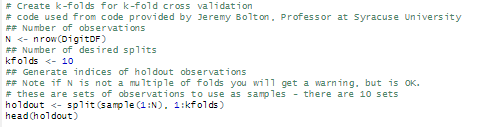 # Create k-folds for k-fold cross validation
# code used from code provided by Jeremy Bolton, Professor at Syracuse University
## Number of observations
N <- nrow(DigitDF)
## Number of desired splits
kfolds <- 10
## Generate indices of holdout observations
## Note if N is not a multiple of folds you will get a warning, but is OK.
# these are sets of observations to use as samples - there are 10 sets
holdout <- split(sample(1:N), 1:kfolds)
head(holdout)